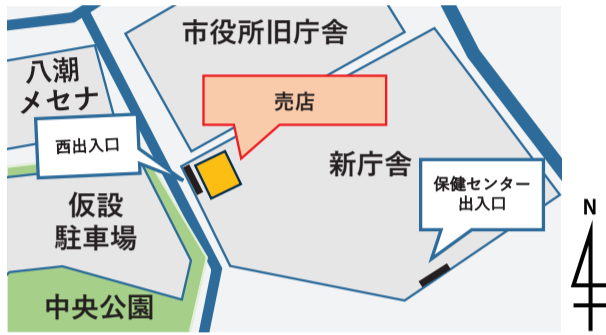 市役所旧庁舎
八潮
メセナ
売店
西出入口
新庁舎
保健センター
出入口
仮設
駐車場
N
中央公園